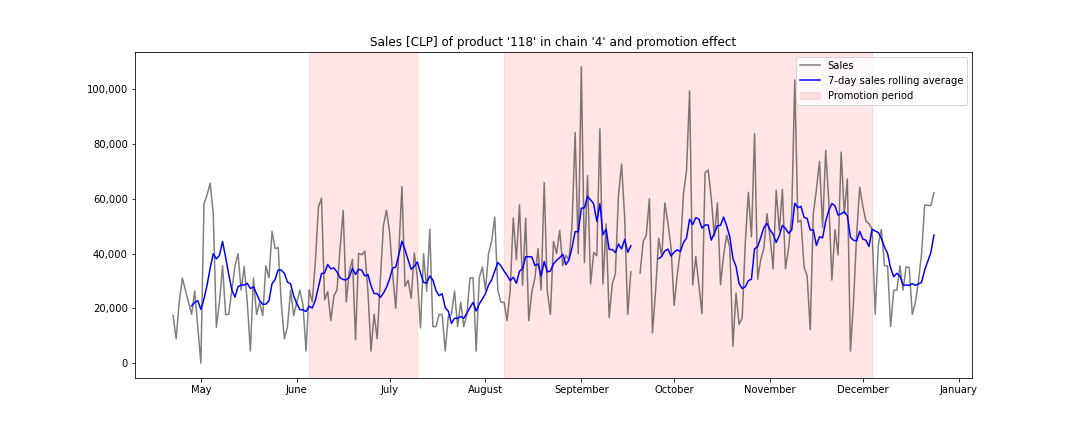 Sales [CLP] of product '118' in chain '4' and promotion effect
Sales
7-day sales rolling average
Promotion period
100,000
80,000
60,000
40,000
20,000
0
May June July August September October November December January